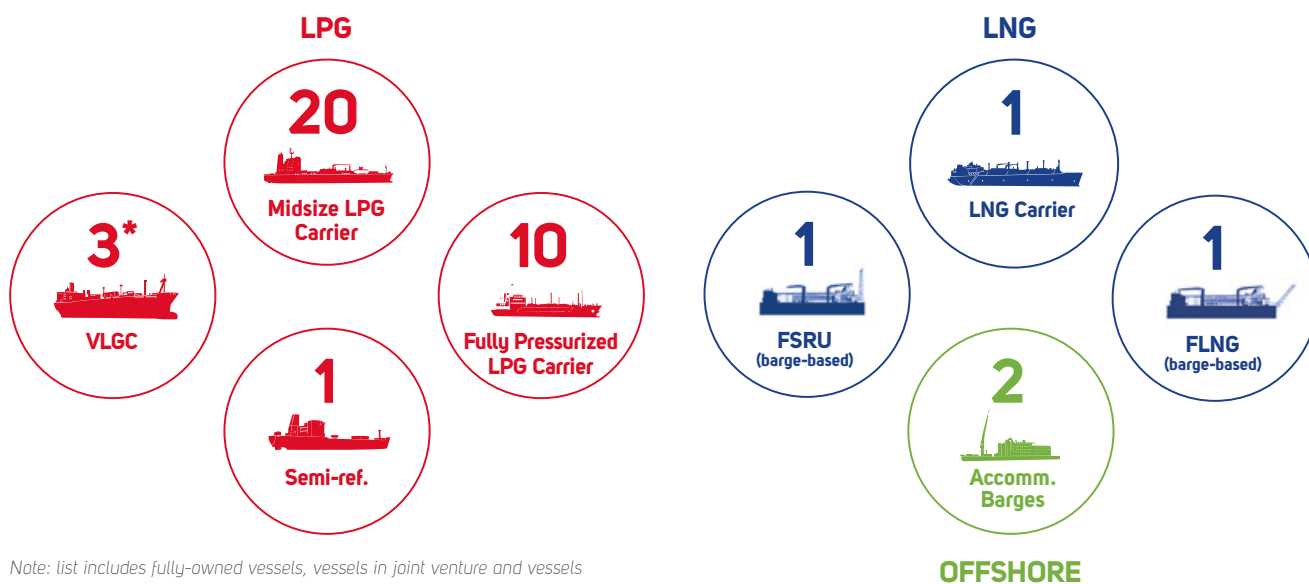 LPG
20
Midsize LPG
Carrier
3*
VLGC
10
Fully Pressurized
LPG Carrier
1
Semi-ref.
LNG
1
LNG Carrier
1
FSRU
(barge-based)
1
FLNG
(barge-based)
2
Accomm.
Barges
OFFSHORE
Note: list includes fully-owned vessels, vessels in joint venture and vessels